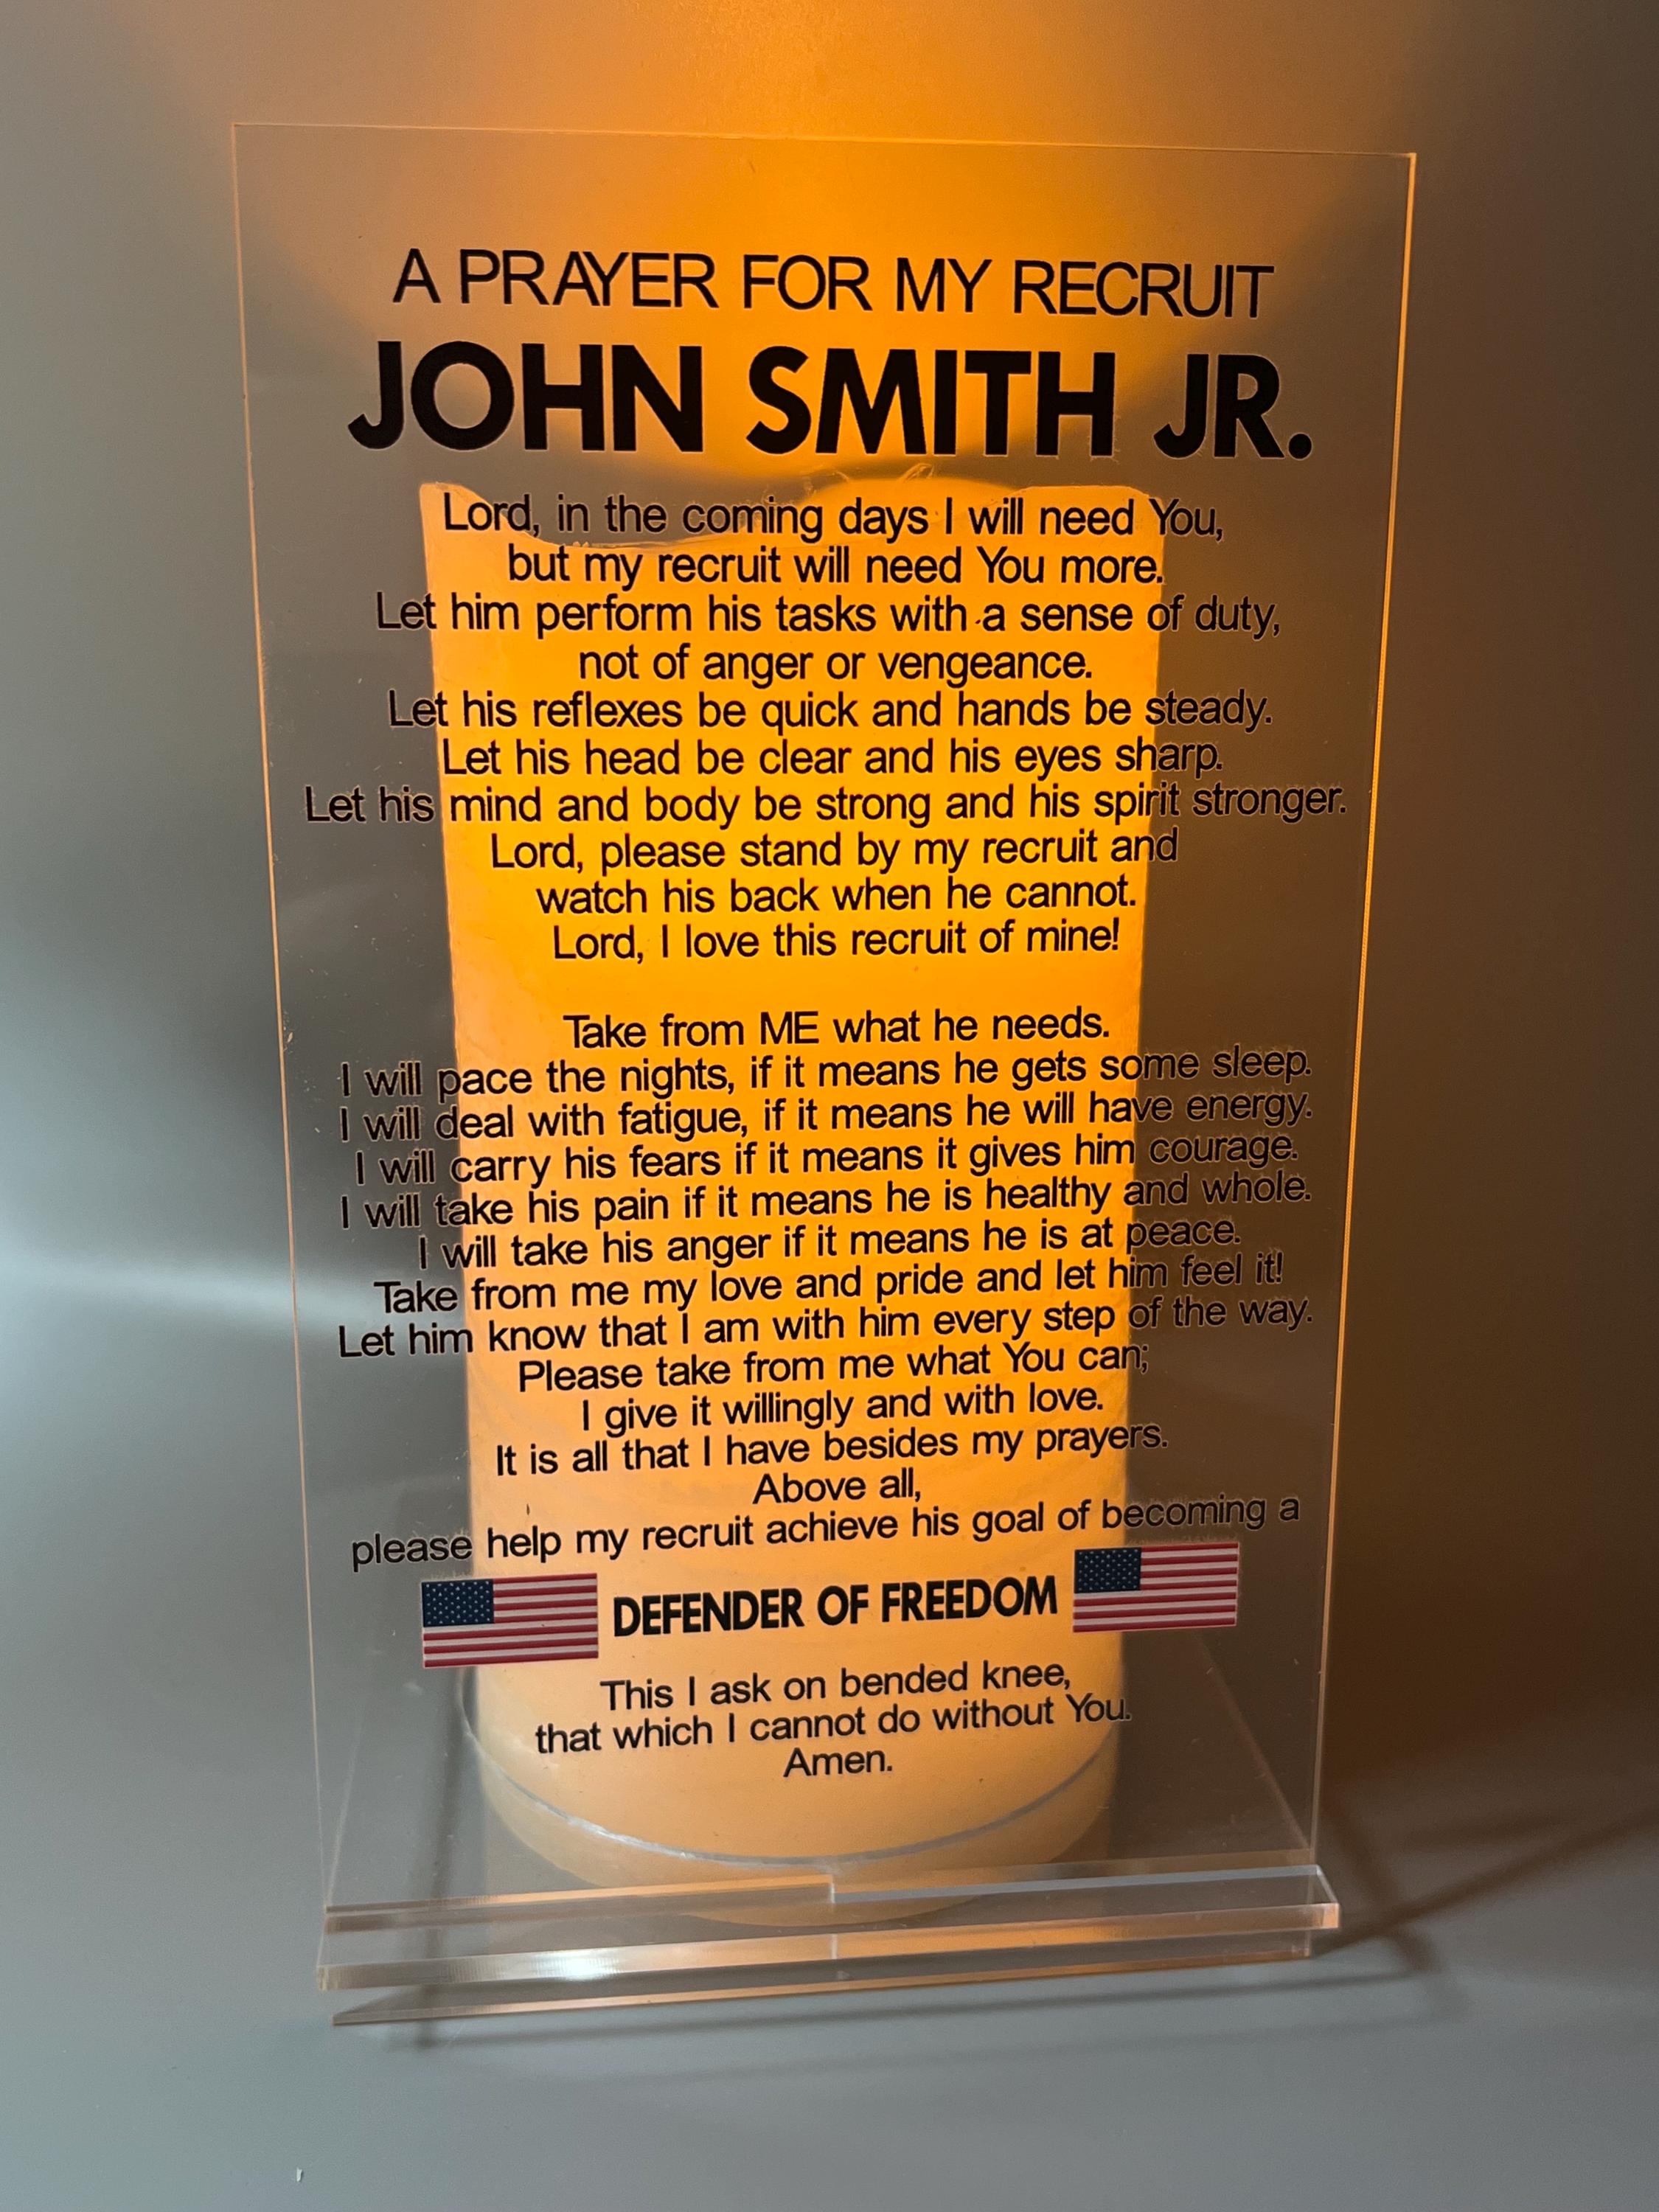 A PRAYER FOR MY RECRUIT
JOHN SMITH JR.
Lord, in the coming days I will need You,
but my recruit will need You more.
Let him perform his tasks with a sense of duty,
not of anger or vengeance.
Let his reflexes be quick and hands be steady.
Let his head be clear and his eyes sharp.
Let his mind and body be strong and his spirit stronger.
Lord, please stand by my recruit and
watch his back when he cannot.
Lord, I love this recruit of mine!
Take from ME what he needs.
I will pace the nights, if it means he gets some sleep.
I will deal with fatigue, if it means he will have energy.
I will carry his fears if it means it gives him courage.
I will take his pain if it means he is healthy and whole.
I will take his anger if it means he is at peace.
Take from me my love and pride and let him feel it!
Let him know that I am with him every step of the way.
Please take from me what You can;
I give it willingly and with love.
It is all that I have besides my prayers.
Above all,
please help my recruit achieve his goal of becoming a
DEFENDER OF FREEDOM
This I ask on bended knee,
that which I cannot do without You.
Amen.